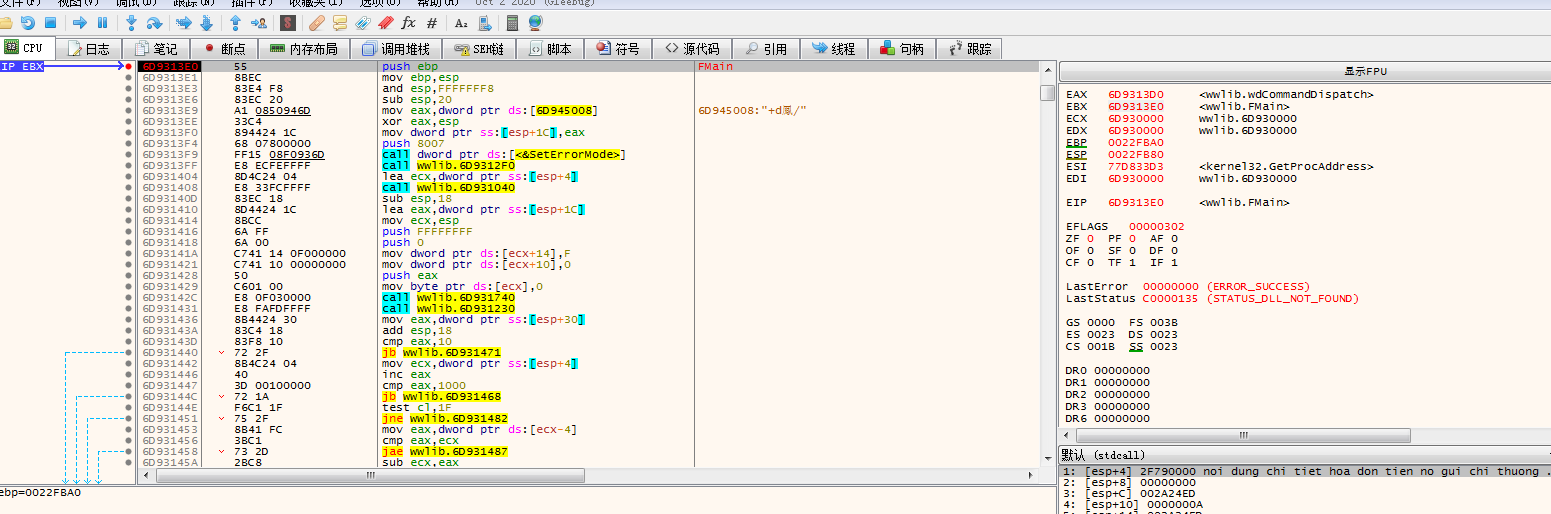 文件(F) 视图(V) 调试(D) 跟踪(N) 插件(P) 收藏夹(I) 选项(O) 帮助(H) Oct 2 2020 (GleeBug)
CPU 日志 笔记 断点 内存布局 调用堆栈 SEH链 脚本 符号 源代码 引用 线程 句柄 跟踪
IP EBX
6D9313E0 55 push ebp FMain
6D9313E1 8BEC mov ebp,esp
6D9313E3 83E4 F8 and esp,FFFFFFF8
6D9313E6 83EC 20 sub esp,20
6D9313E9 A1 0850946D mov eax,dword ptr ds:[6D945008] 6D945008:"+d鳳/"
6D9313EE 33C4 xor eax,esp
6D9313F0 894424 1C mov dword ptr ss:[esp+1C],eax
6D9313F4 68 07800000 push 8007
6D9313F9 FF15 08F0936D call dword ptr ds:[<&SetErrorMode>]
6D9313FF E8 ECFEFFFF call wwlib.6D9312F0
6D931404 8D4C24 04 lea ecx,dword ptr ss:[esp+4]
6D931408 E8 33FCFFFF call wwlib.6D931040
6D93140D 83EC 18 sub esp,18
6D931410 8D4424 1C lea eax,dword ptr ss:[esp+1C]
6D931414 8BCC mov ecx,esp
6D931416 6A FF push FFFFFFFF
6D931418 6A 00 push 0
6D93141A C741 14 0F000000 mov dword ptr ds:[ecx+14],F
6D931421 C741 10 00000000 mov dword ptr ds:[ecx+10],0
6D931428 50 push eax
6D931429 C601 00 mov byte ptr ds:[ecx],0
6D93142C E8 0F030000 call wwlib.6D931740
6D931431 E8 FAFDFFFF call wwlib.6D931230
6D931436 8B4424 30 mov eax,dword ptr ss:[esp+30]
6D93143A 83C4 18 add esp,18
6D93143D 83F8 10 cmp eax,10
6D931440 72 2F jb wwlib.6D931471
6D931442 8B4C24 04 mov ecx,dword ptr ss:[esp+4]
6D931446 40 inc eax
6D931447 3D 00100000 cmp eax,1000
6D93144C 72 1A jb wwlib.6D931468
6D93144E F6C1 1F test cl,1F
6D931451 75 2F jne wwlib.6D931482
6D931453 8B41 FC mov eax,dword ptr ds:[ecx-4]
6D931456 3BC1 cmp eax,ecx
6D931458 73 2D jae wwlib.6D931487
6D93145A 2BC8 sub ecx,eax
ebp=0022FBA0
显示FPU
EAX 6D9313D0 <wwlib.wdCommandDispatch>
EBX 6D9313E0 <wwlib.FMain>
ECX 6D930000 wwlib.6D930000
EDX 6D930000 wwlib.6D930000
EBP 0022FBA0
ESP 0022FB80
ESI 77D833D3 <kernel32.GetProcAddress>
EDI 6D930000 wwlib.6D930000
EIP 6D9313E0 <wwlib.FMain>
EFLAGS 00000302
ZF 0 PF 0 AF 0
OF 0 SF 0 DF 0
CF 0 TF 1 IF 1
LastError 00000000 (ERROR_SUCCESS)
LastStatus C0000135 (STATUS_DLL_NOT_FOUND)
GS 0000 FS 003B
ES 0023 DS 0023
CS 001B SS 0023
DR0 00000000
DR1 00000000
DR2 00000000
DR3 00000000
DR6 00000000
默认 (stdcall)
1: [esp+4] 2F790000 noi dung chi tiet hoa don tien no gui chi thuong .
2: [esp+8] 00000000
3: [esp+C] 002A24ED
4: [esp+10] 0000000A